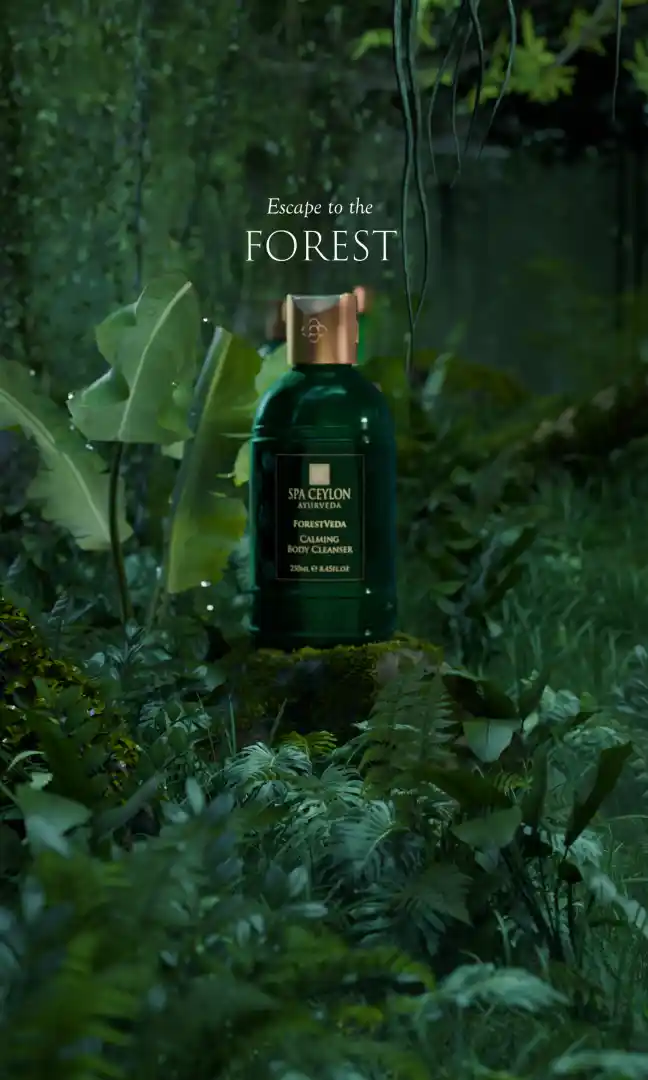 Escape to the
FOREST
SPA CEYLON
AYURVEDA
FORESTVEDA
CALMING
BODY CLEANSER
250ML ℮ 8.45FL.OZ